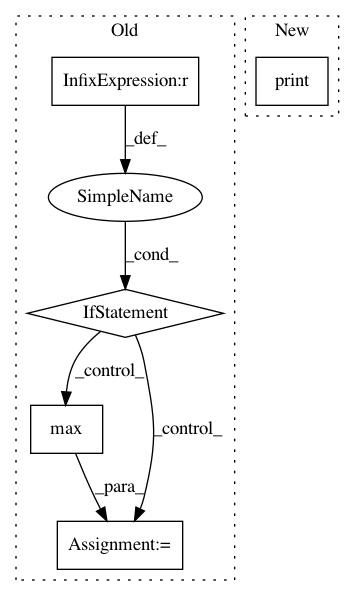 Old
New
InfixExpression:r
print
_def_
SimpleName
_cond_
IfStatement
_control_
_control_
max
_para_
Assignment:=